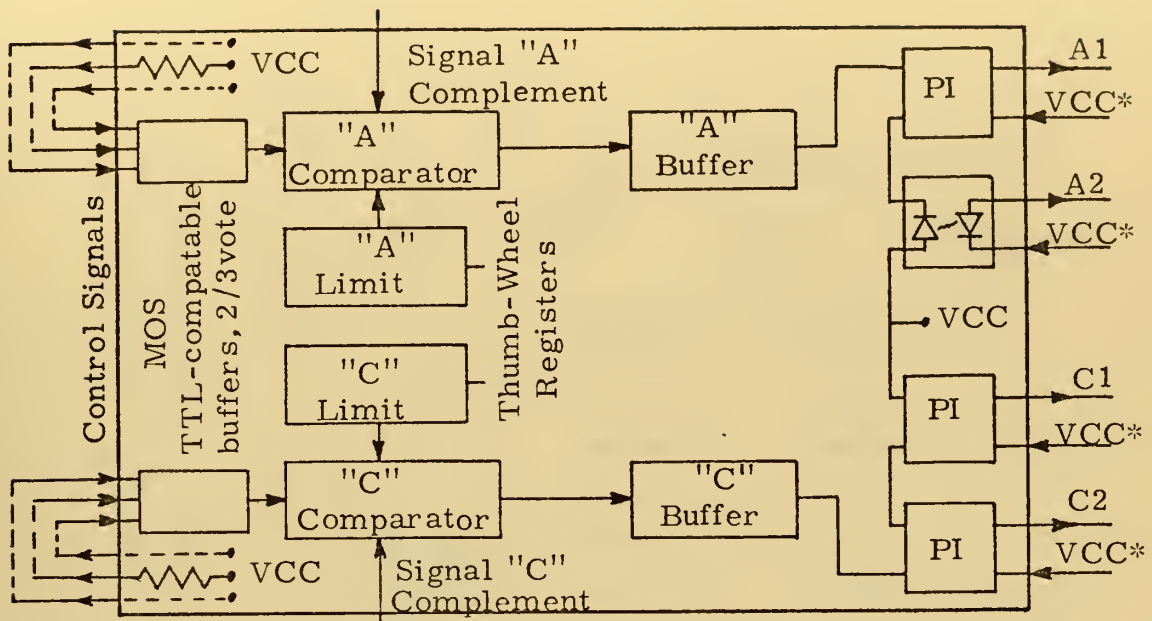 VCC
Signal "A"
Complement
"A"
Comparator
"A"
Buffer
PI
A1
VCC*
A2
VCC*
"A"
Limit
Control Signals
MOS
TTL-compatable
buffers, 2/3vote
Thumb-Wheel
Registers
VCC
"C"
Limit
PI
C1
VCC*
"C"
Comparator
"C"
Buffer
PI
C2
VCC*
VCC
Signal "C"
Complement